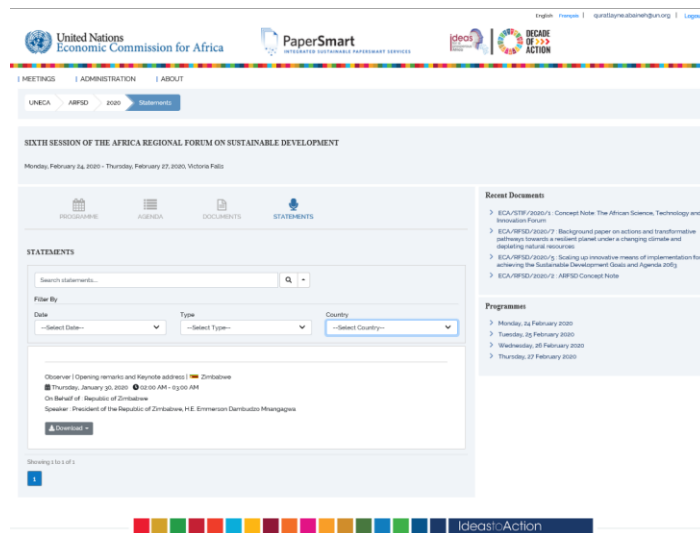 English Français | quratlayne.abaineh@un.org | Logout
United Nations
Economic Commission for Africa
PaperSmart
INTEGRATED SUSTAINABLE PAPERSMART SERVICES
ideas
DECADE
OF >>>
ACTION
| MEETINGS | ADMINISTRATION | ABOUT
UNECA ARFSD 2020 Statements
SIXTH SESSION OF THE AFRICA REGIONAL FORUM ON SUSTAINABLE DEVELOPMENT
Monday, February 24, 2020 - Thursday, February 27, 2020, Victoria Falls
PROGRAMME AGENDA DOCUMENTS STATEMENTS
STATEMENTS
Search statements...
Filter By
Date Type Country
--Select Date-- --Select Type-- --Select Country--
Observer | Opening remarks and Keynote address | Zimbabwe
Thursday, January 30, 2020 02:00 AM - 03:00 AM
On Behalf of : Republic of Zimbabwe
Speaker : President of the Republic of Zimbabwe, H.E. Emmerson Dambudzo Mnangagwa
Download
Showing 1 to 1 of 1
1
Recent Documents
ECA/STIF/2020/1 : Concept Note The African Science, Technology and
Innovation Forum
ECA/RFSD/2020/7 : Background paper on actions and transformative
pathways towards a resilient planet under a changing climate and
depleting natural resources
ECA/RFSD/2020/5 : Scaling up innovative means of implementation for
achieving the Sustainable Development Goals and Agenda 2063
ECA/RFSD/2020/2 : ARFSD Concept Note
Programmes
Monday, 24 February 2020
Tuesday, 25 February 2020
Wednesday, 26 February 2020
Thursday, 27 February 2020
IdeastoAction